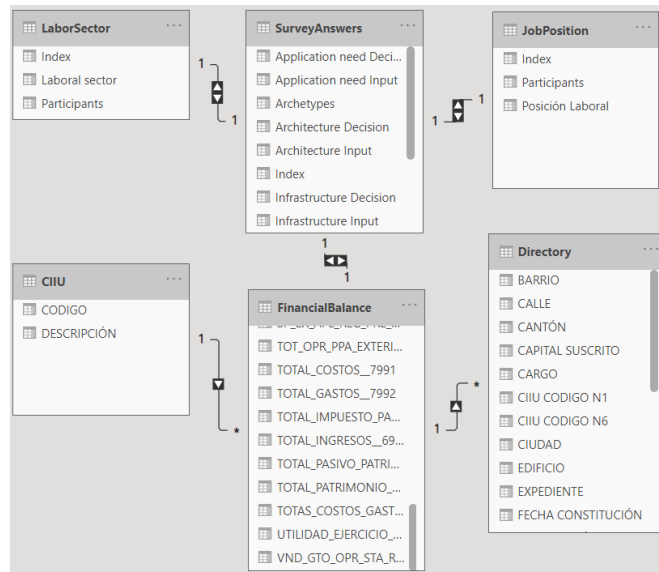 LaborSector ...
Index
Laboral sector
Participants
SurveyAnswers ...
Application need Deci...
Application need Input
Archetypes
Architecture Decision
Architecture Input
Index
Infrastructure Decision
Infrastructure Input
JobPosition ...
Index
Participants
Posición Laboral
1
1
1
1
1
1
CIIU ...
CODIGO
DESCRIPCIÓN
FinancialBalance ...
TOT_OPR_PPA_EXTERI...
TOTAL_COSTOS__7991
TOTAL_GASTOS__7992
TOTAL_IMPUESTO_PA...
TOTAL_INGRESOS__69...
TOTAL_PASIVO_PATRI...
TOTAL_PATRIMONIO_...
TOTAS_COSTOS_GAST...
UTILIDAD_EJERCICIO_...
VND_GTO_OPR_STA_R...
Directory ...
BARRIO
CALLE
CANTÓN
CAPITAL SUSCRITO
CARGO
CIIU CODIGO N1
CIIU CODIGO N6
CIUDAD
EDIFICIO
EXPEDIENTE
FECHA CONSTITUCIÓN
1
*
1
*